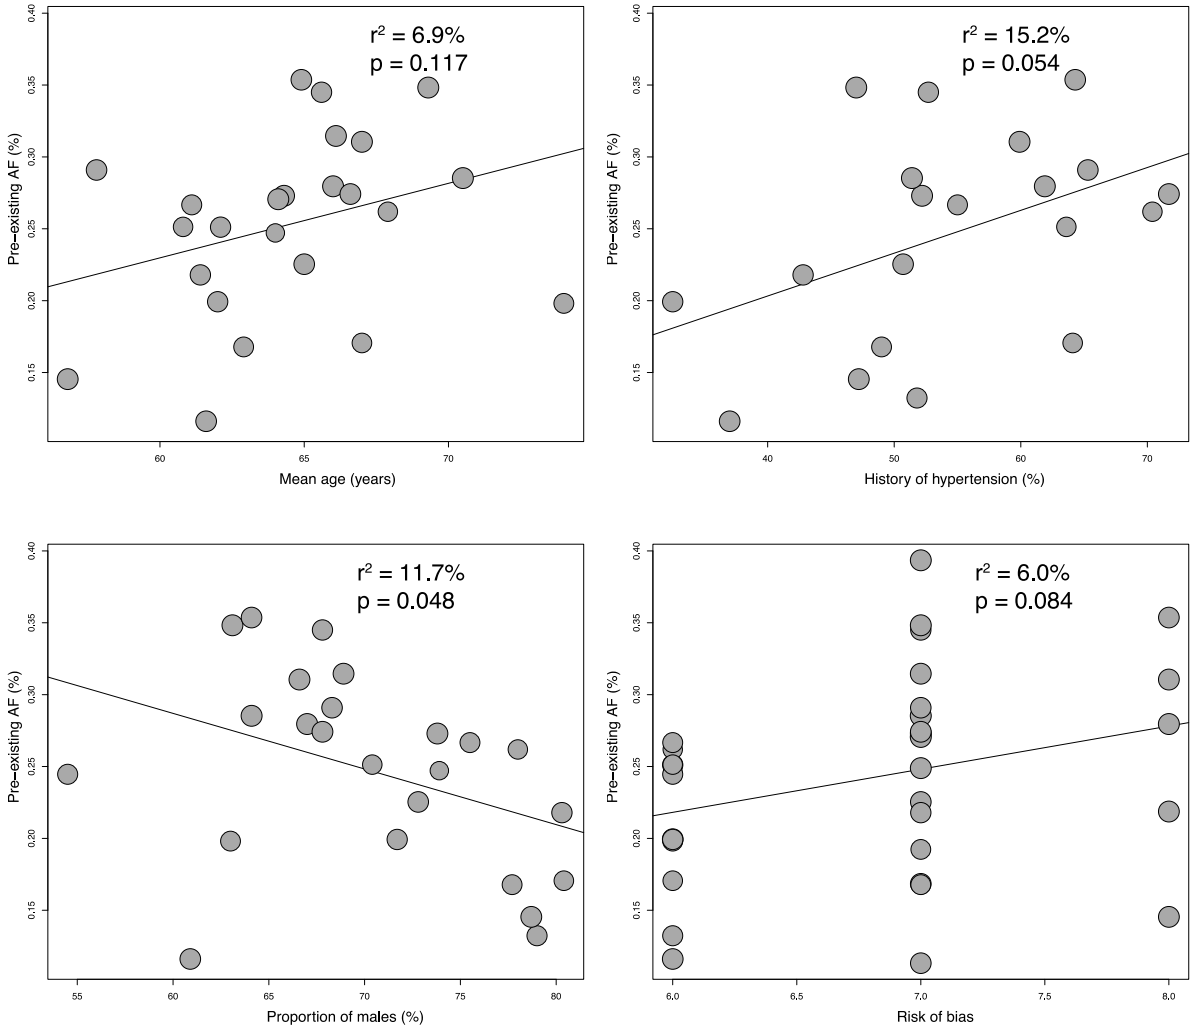 r² = 6.9%
p = 0.117
0.40
0.35
0.30
0.25
0.20
0.15
Pre−existing AF (%)
60 65 70
Mean age (years)
r² = 15.2%
p = 0.054
0.40
0.35
0.30
0.25
0.20
0.15
Pre−existing AF (%)
40 50 60 70
History of hypertension (%)
r² = 11.7%
p = 0.048
0.40
0.35
0.30
0.25
0.20
0.15
Pre−existing AF (%)
55 60 65 70 75 80
Proportion of males (%)
r² = 6.0%
p = 0.084
0.40
0.35
0.30
0.25
0.20
0.15
Pre−existing AF (%)
6.0 6.5 7.0 7.5 8.0
Risk of bias